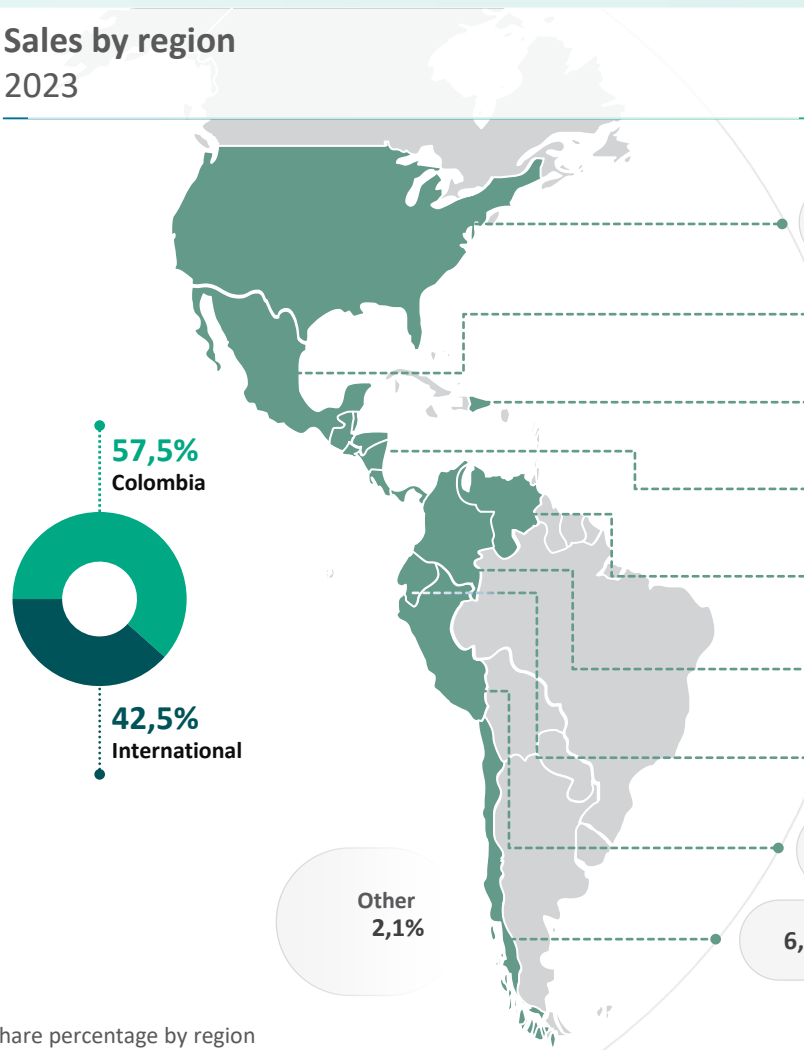 Sales by region
2023
57,5%
Colombia
42,5%
International
Other
2,1%
6,
hare percentage by region